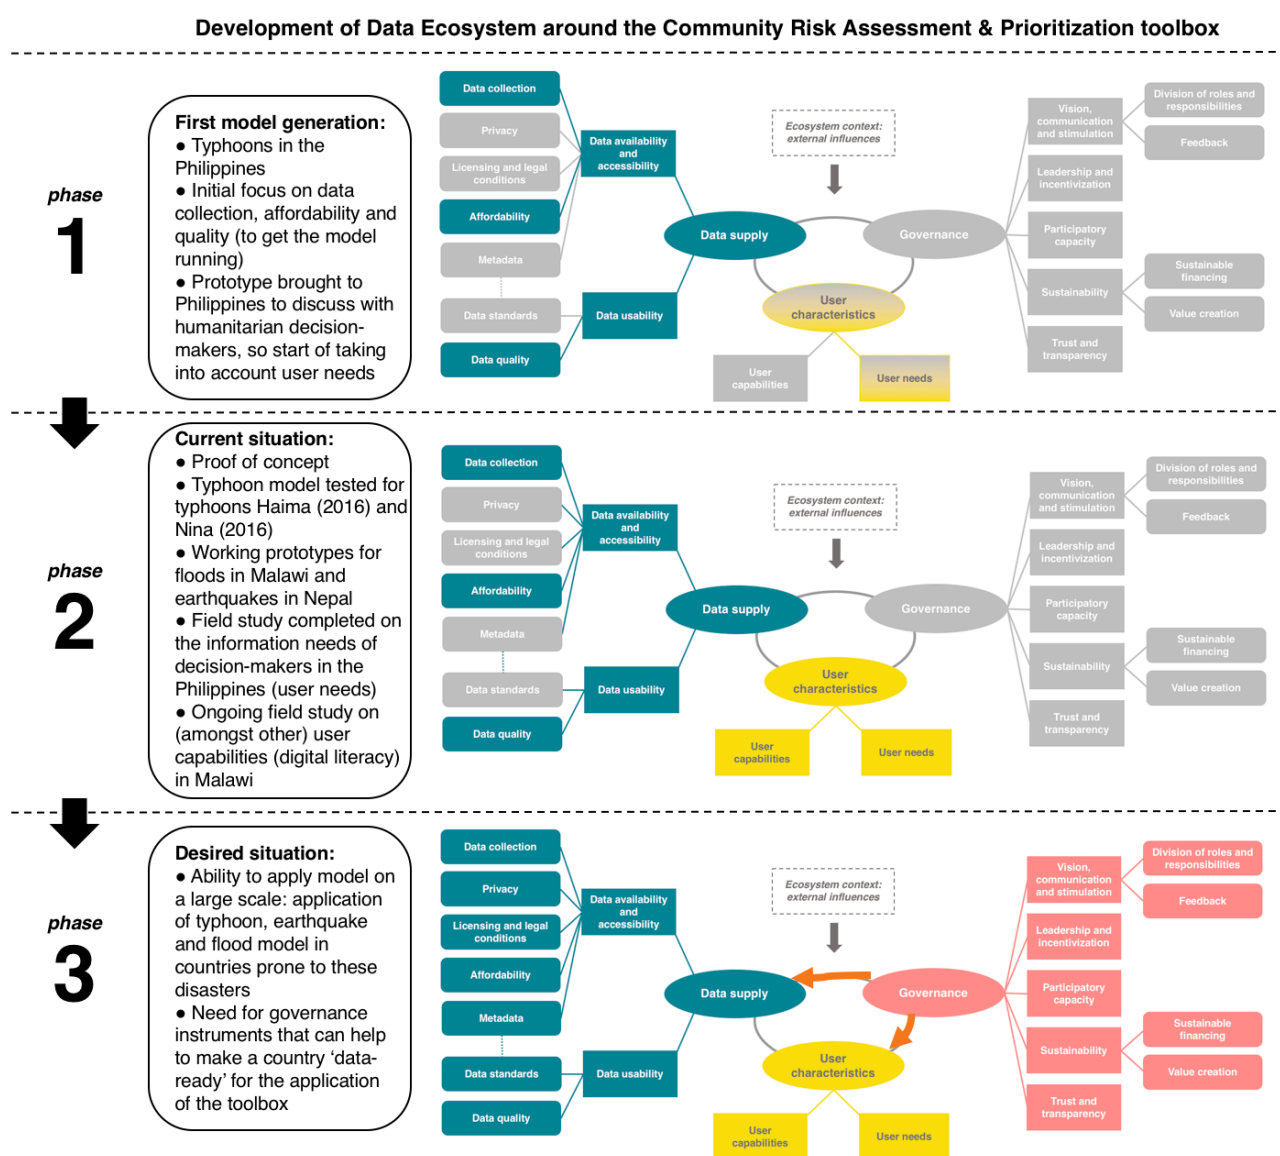 Development of Data Ecosystem around the Community Risk Assessment & Prioritization toolbox
phase
1
First model generation:
● Typhoons in the
Philippines
● Initial focus on data
collection, affordability and
quality (to get the model
running)
● Prototype brought to
Philippines to discuss with
humanitarian decision-
makers, so start of taking
into account user needs
Data collection
Privacy
Licensing and legal
conditions
Affordability
Metadata
Data standards
Data quality
Data availability
and
accessibility
Data usability
Data supply
Ecosystem context:
external influences
Governance
User
characteristics
User
capabilities
User needs
Vision,
communication
and stimulation
Leadership and
incentivization
Participatory
capacity
Sustainability
Trust and
transparency
Division of roles and
responsibilities
Feedback
Sustainable
financing
Value creation
phase
2
Current situation:
● Proof of concept
● Typhoon model tested for
typhoons Haima (2016) and
Nina (2016)
● Working prototypes for
floods in Malawi and
earthquakes in Nepal
● Field study completed on
the information needs of
decision-makers in the
Philippines (user needs)
● Ongoing field study on
(amongst other) user
capabilities (digital literacy)
in Malawi
Data collection
Privacy
Licensing and legal
conditions
Affordability
Metadata
Data standards
Data quality
Data availability
and
accessibility
Data usability
Data supply
Ecosystem context:
external influences
Governance
User
characteristics
User
capabilities
User needs
Vision,
communication
and stimulation
Leadership and
incentivization
Participatory
capacity
Sustainability
Trust and
transparency
Division of roles and
responsibilities
Feedback
Sustainable
financing
Value creation
phase
3
Desired situation:
● Ability to apply model on
a large scale: application
of typhoon, earthquake
and flood model in
countries prone to these
disasters
● Need for governance
instruments that can help
to make a country ‘data-
ready’ for the application
of the toolbox
Data collection
Privacy
Licensing and legal
conditions
Affordability
Metadata
Data standards
Data quality
Data availability
and
accessibility
Data usability
Data supply
Ecosystem context:
external influences
Governance
User
characteristics
User
capabilities
User needs
Vision,
communication
and stimulation
Leadership and
incentivization
Participatory
capacity
Sustainability
Trust and
transparency
Division of roles and
responsibilities
Feedback
Sustainable
financing
Value creation